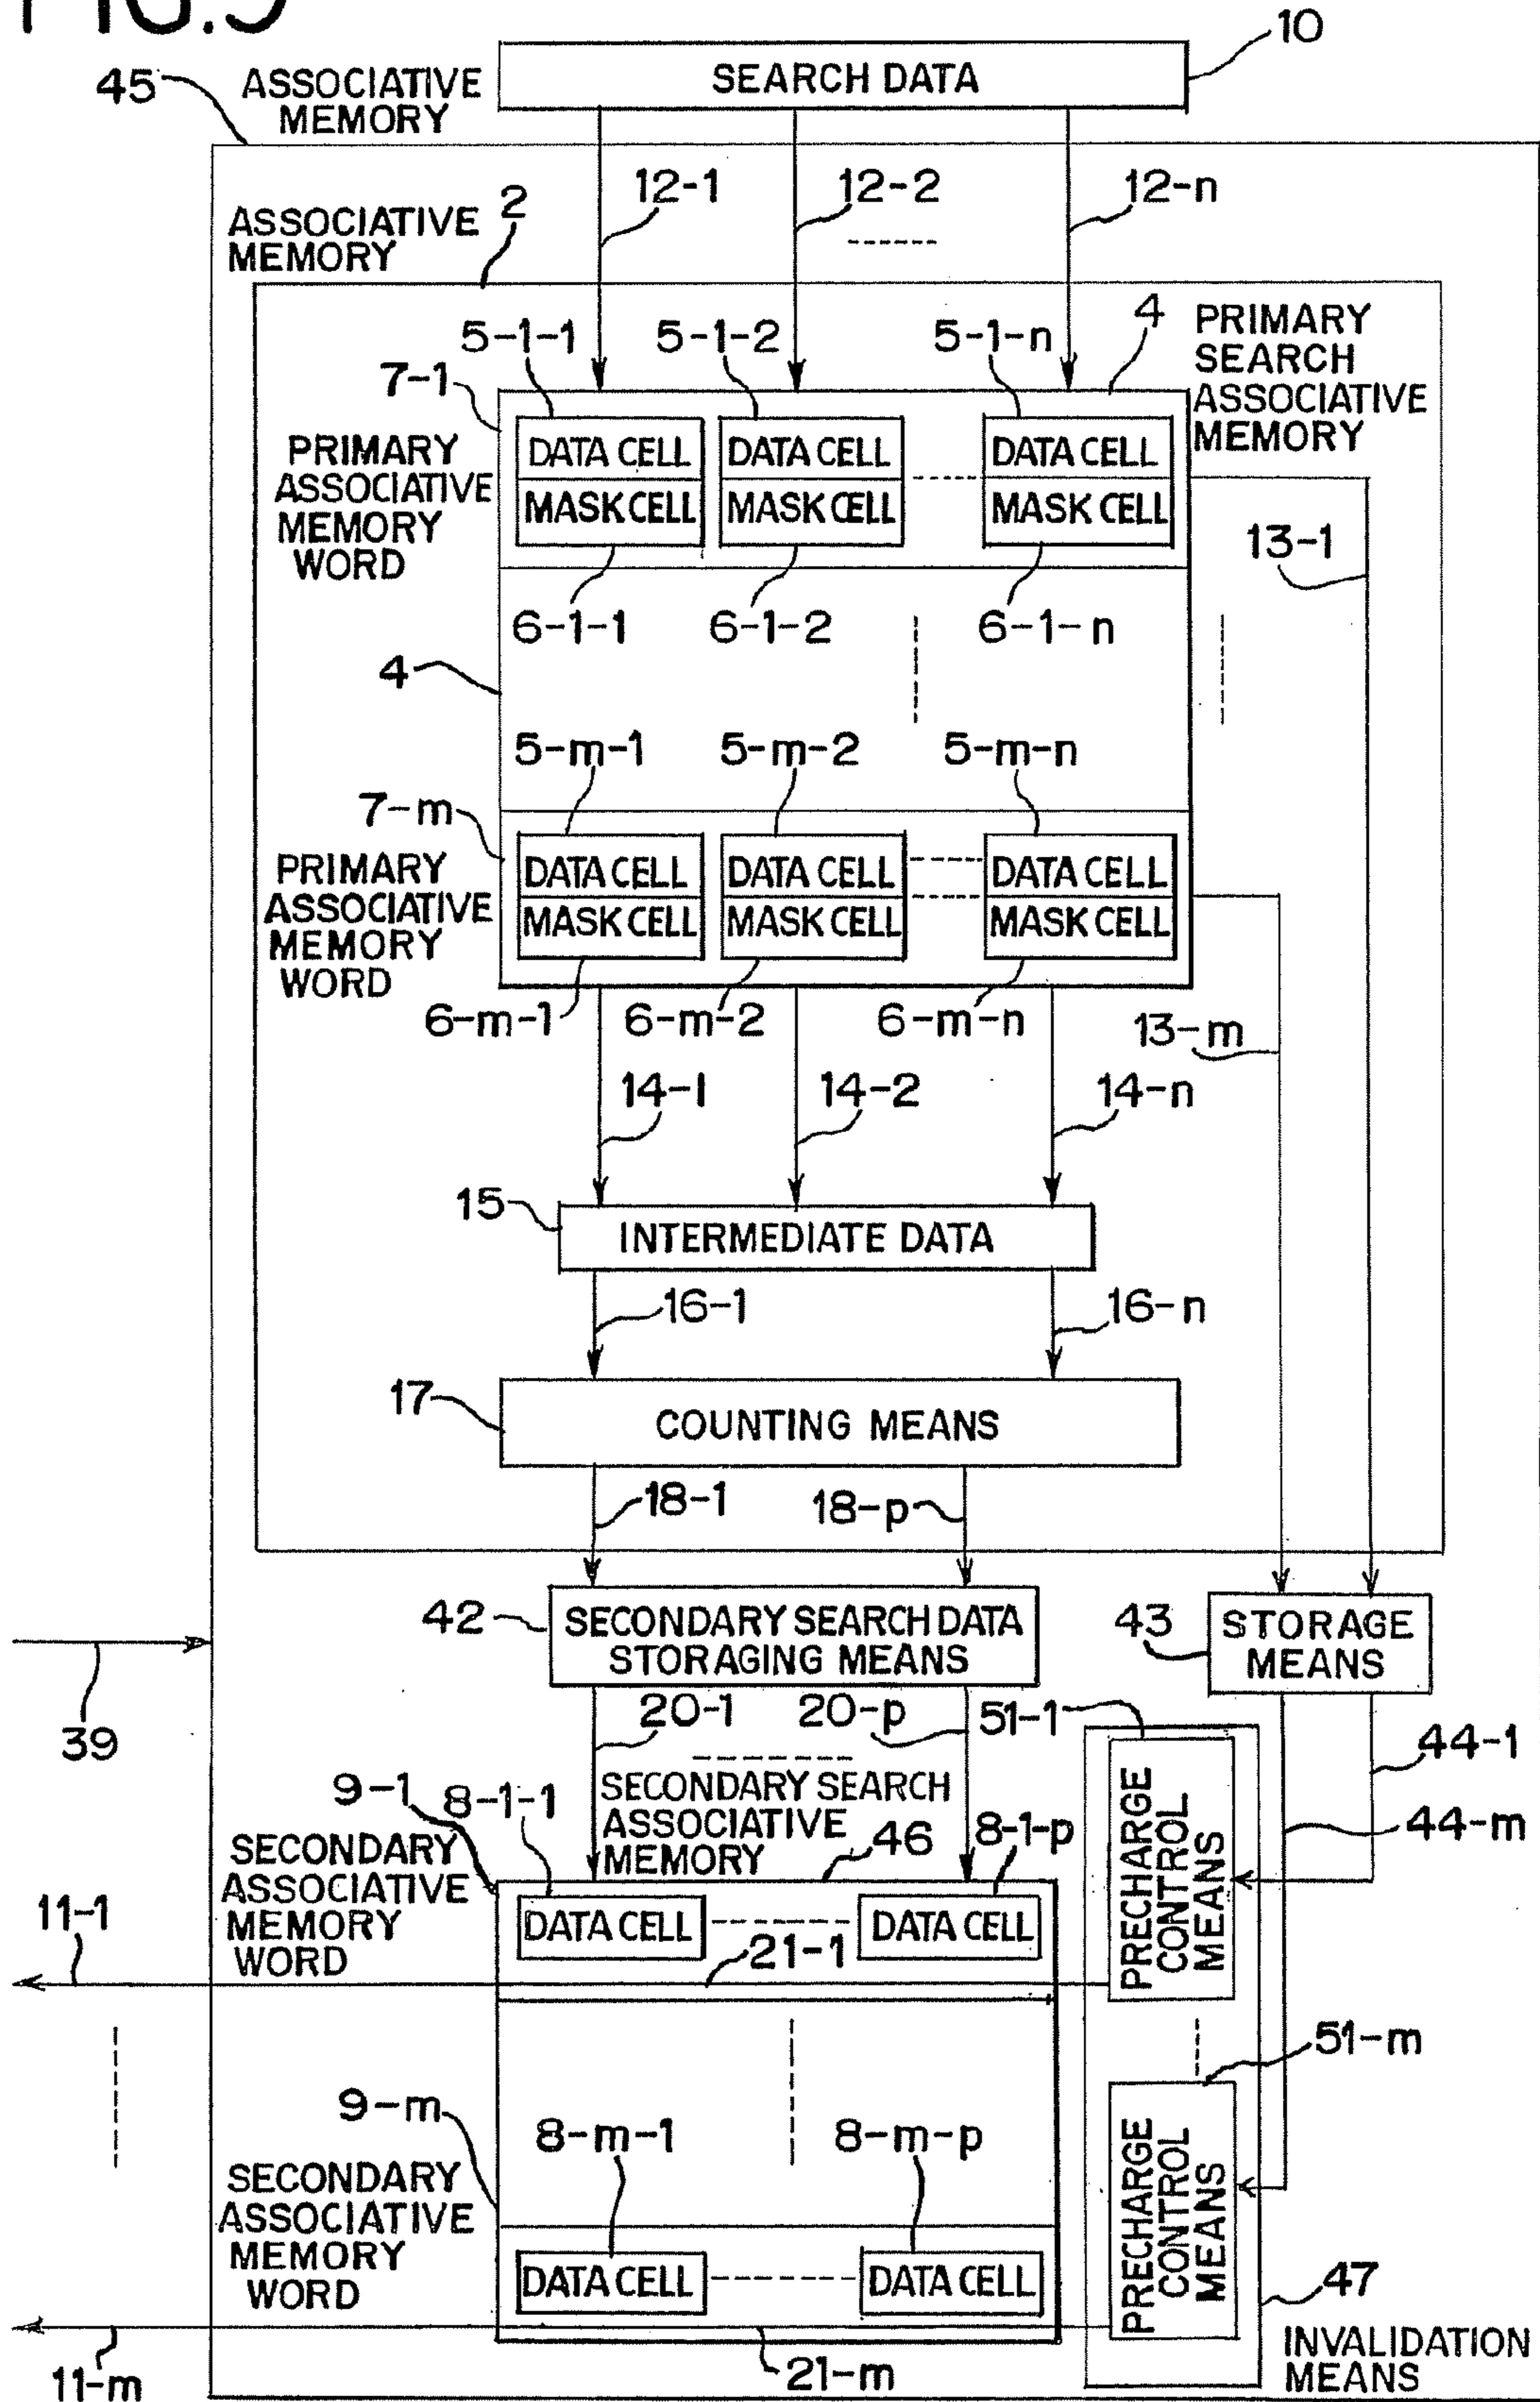 FIG.9
10
SEARCH DATA
45
ASSOCIATIVE
MEMORY
12-1
12-2
12-n
ASSOCIATIVE
MEMORY
2
5-1-1
5-1-2
5-1-n
4
PRIMARY
SEARCH
ASSOCIATIVE
MEMORY
7-1
PRIMARY
ASSOCIATIVE
MEMORY
WORD
DATA CELL
DATA CELL
DATA CELL
MASK CELL
MASK CELL
MASK CELL
13-1
6-1-1
6-1-2
6-1-n
4
5-m-1
5-m-2
5-m-n
7-m
PRIMARY
ASSOCIATIVE
MEMORY
WORD
DATA CELL
DATA CELL
DATA CELL
MASK CELL
MASK CELL
MASK CELL
6-m-1
6-m-2
6-m-n
13-m
14-1
14-2
14-n
15
INTERMEDIATE DATA
16-1
16-n
17
COUNTING MEANS
18-1
18-p
42
SECONDARY SEARCH DATA
STORAGING MEANS
43
STORAGE
MEANS
39
20-1
20-p
51-1
44-1
44-m
SECONDARY SEARCH
ASSOCIATIVE
MEMORY
46
9-1
8-1-1
8-1-p
SECONDARY
ASSOCIATIVE
MEMORY
WORD
DATA CELL
DATA CELL
PRECHARGE
CONTROL
MEANS
11-1
21-1
51-m
9-m
8-m-1
8-m-p
SECONDARY
ASSOCIATIVE
MEMORY
WORD
DATA CELL
DATA CELL
PRECHARGE
CONTROL
MEANS
47
INVALIDATION
MEANS
11-m
21-m